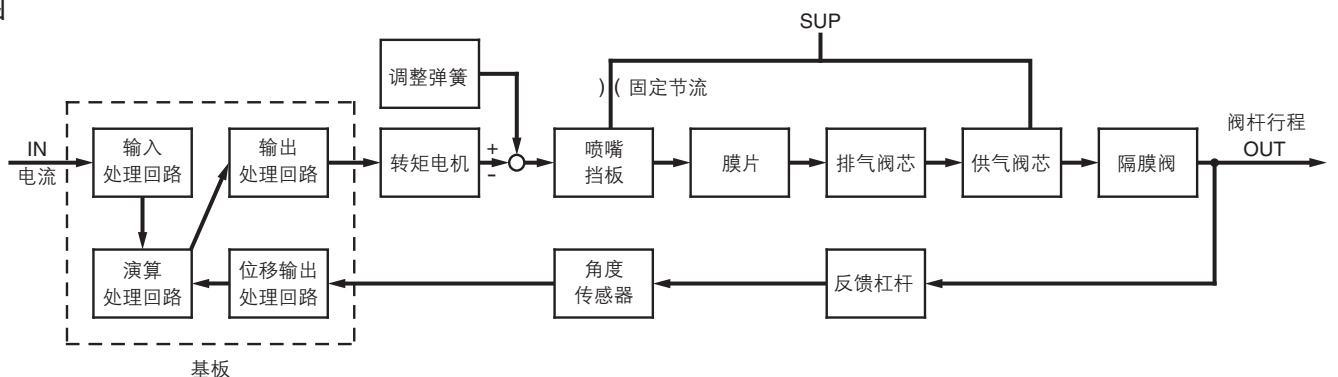 SUP
调整弹簧
)( 固定节流
IN
电流
输入
处理回路
输出
处理回路
转矩电机
+
-
喷嘴
挡板
膜片
排气阀芯
供气阀芯
隔膜阀
阀杆行程
OUT
演算
处理回路
位移输出
处理回路
角度
传感器
反馈杠杆
基板